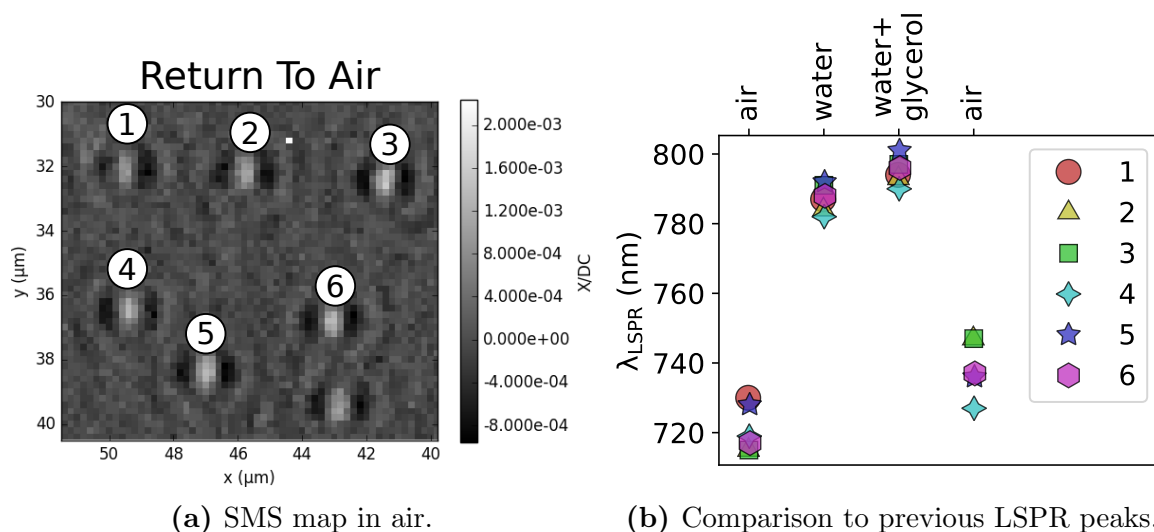 Return To Air
30
32
34
36
38
40
y (μm)
50 48 46 44 42 40
x (μm)
1
2
3
4
5
6
2.000e-03
1.600e-03
1.200e-03
8.000e-04
4.000e-04
0.000e+00
-4.000e-04
-8.000e-04
X/DC
(a) SMS map in air.
air
water
water+
glycerol
air
800
780
760
740
720
λLSPR (nm)
1
2
3
4
5
6
(b) Comparison to previous LSPR peaks.